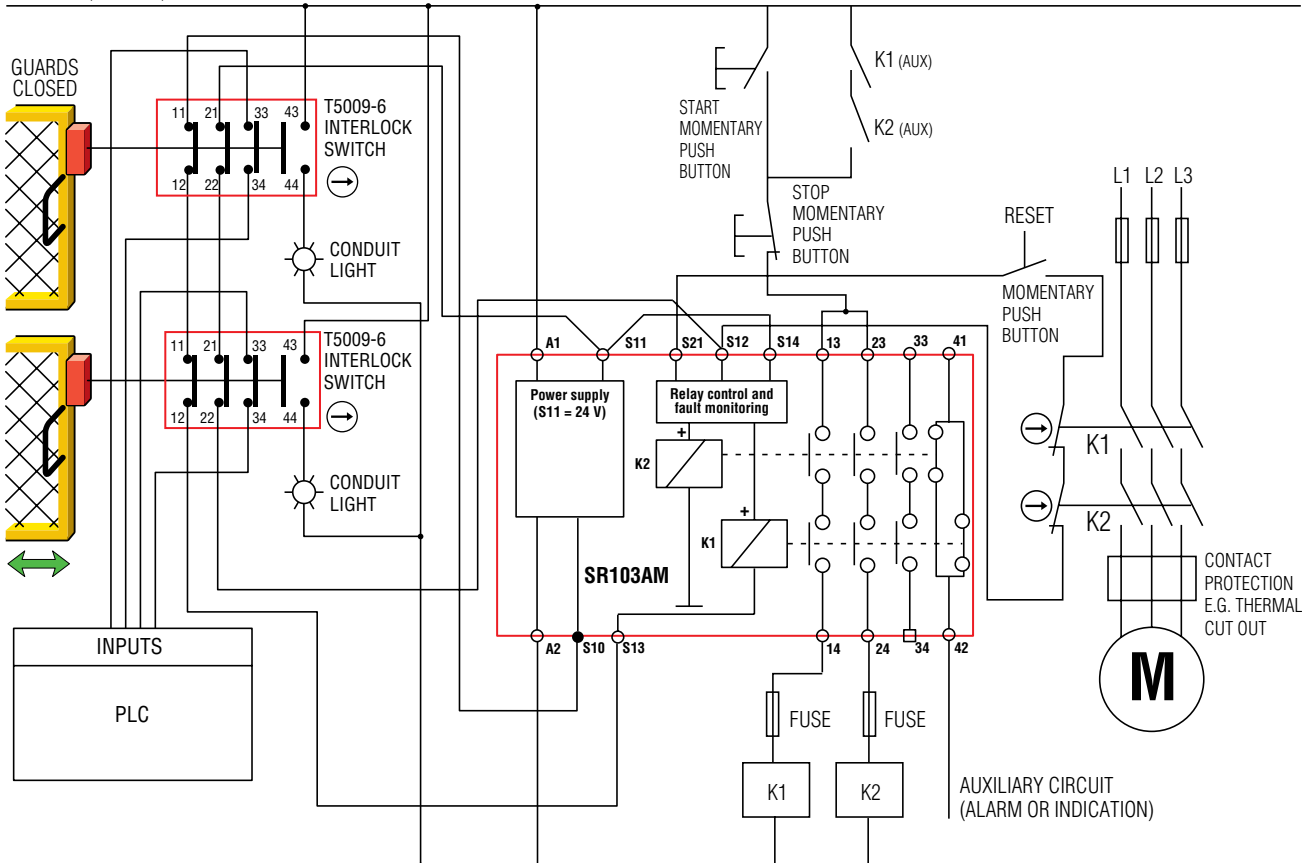 GUARDS
CLOSED
11 21 33 43
12 22 34 44
T5009-6
INTERLOCK
SWITCH
CONDUIT
LIGHT
11 21 33 43
12 22 34 44
T5009-6
INTERLOCK
SWITCH
CONDUIT
LIGHT
INPUTS
PLC
START
MOMENTARY
PUSH
BUTTON
K1 (AUX)
K2 (AUX)
STOP
MOMENTARY
PUSH
BUTTON
RESET
MOMENTARY
PUSH
BUTTON
L1 L2 L3
A1 S11 S21 S12 S14 13 23 33 41
Power supply
(S11 = 24 V)
Relay control and
fault monitoring
+
K2
+
K1
SR103AM
A2 S10 S13 14 24 34 42
K1
K2
CONTACT
PROTECTION
E.G. THERMAL
CUT OUT
M
FUSE
FUSE
K1
K2
AUXILIARY CIRCUIT
(ALARM OR INDICATION)